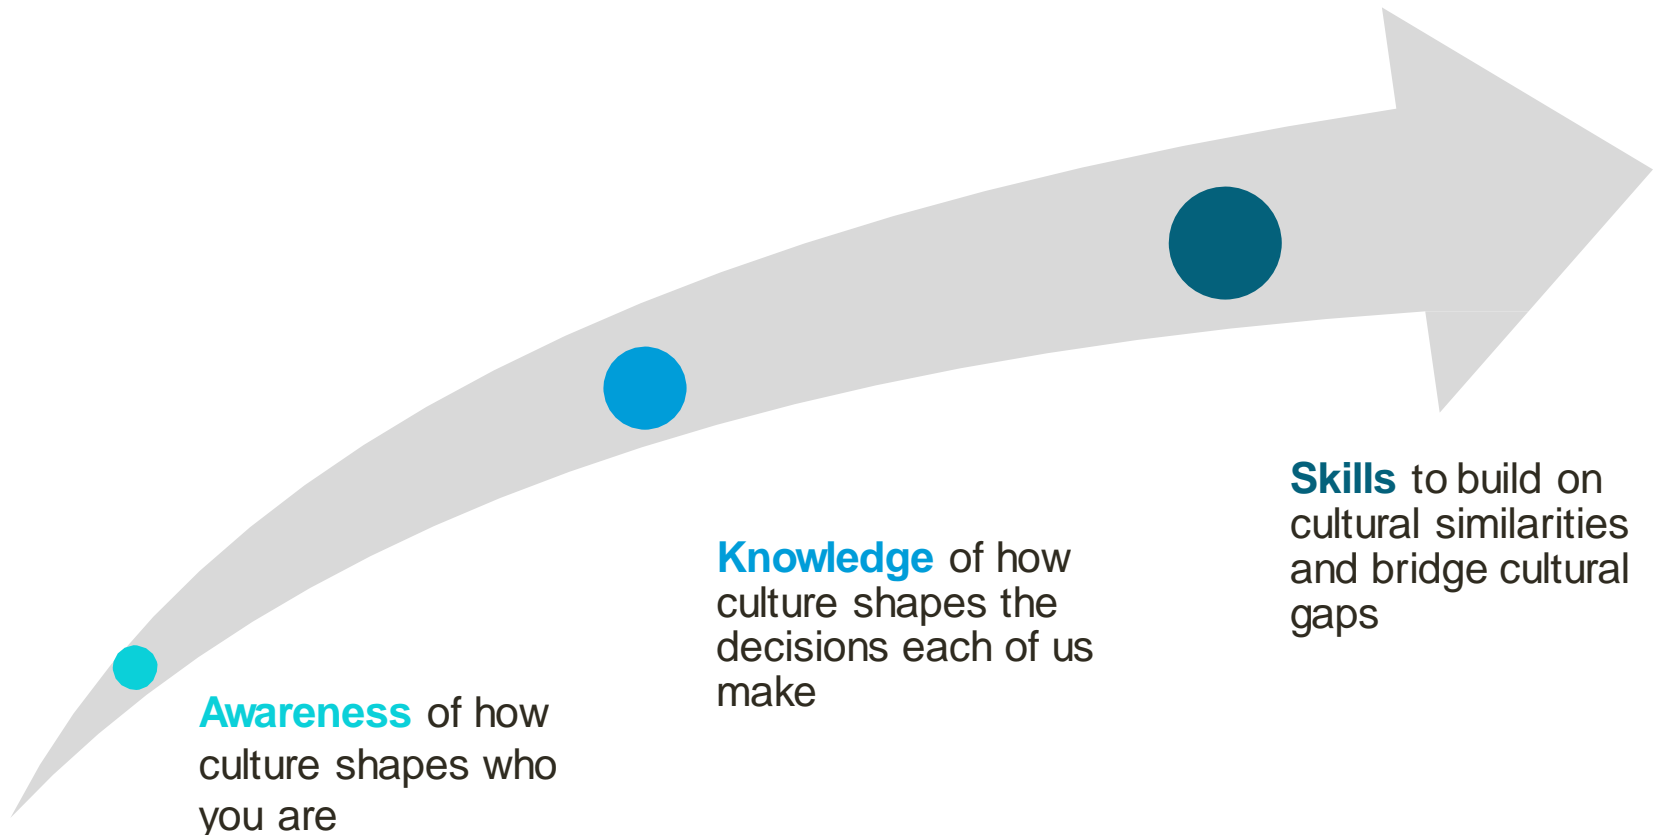 Awareness of how
culture shapes who
you are
Knowledge of how
culture shapes the
decisions each of us
make
Skills to build on
cultural similarities
and bridge cultural
gaps